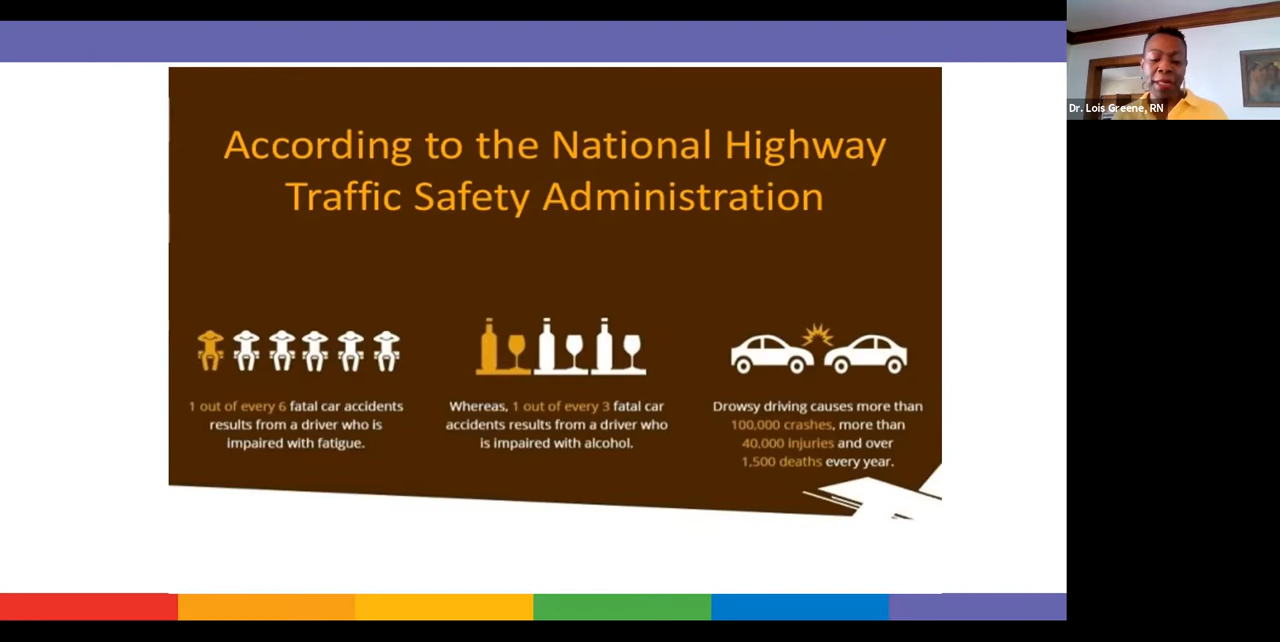 According to the National Highway
Traffic Safety Administration
1 out of every 6 fatal car accidents
results from a driver who is
impaired with fatigue.
Whereas, 1 out of every 3 fatal car
accidents results from a driver who
is impaired with alcohol.
Drowsy driving causes more than
100,000 crashes, more than
40,000 injuries and over
1,500 deaths every year.
Dr. Lois Greene, RN